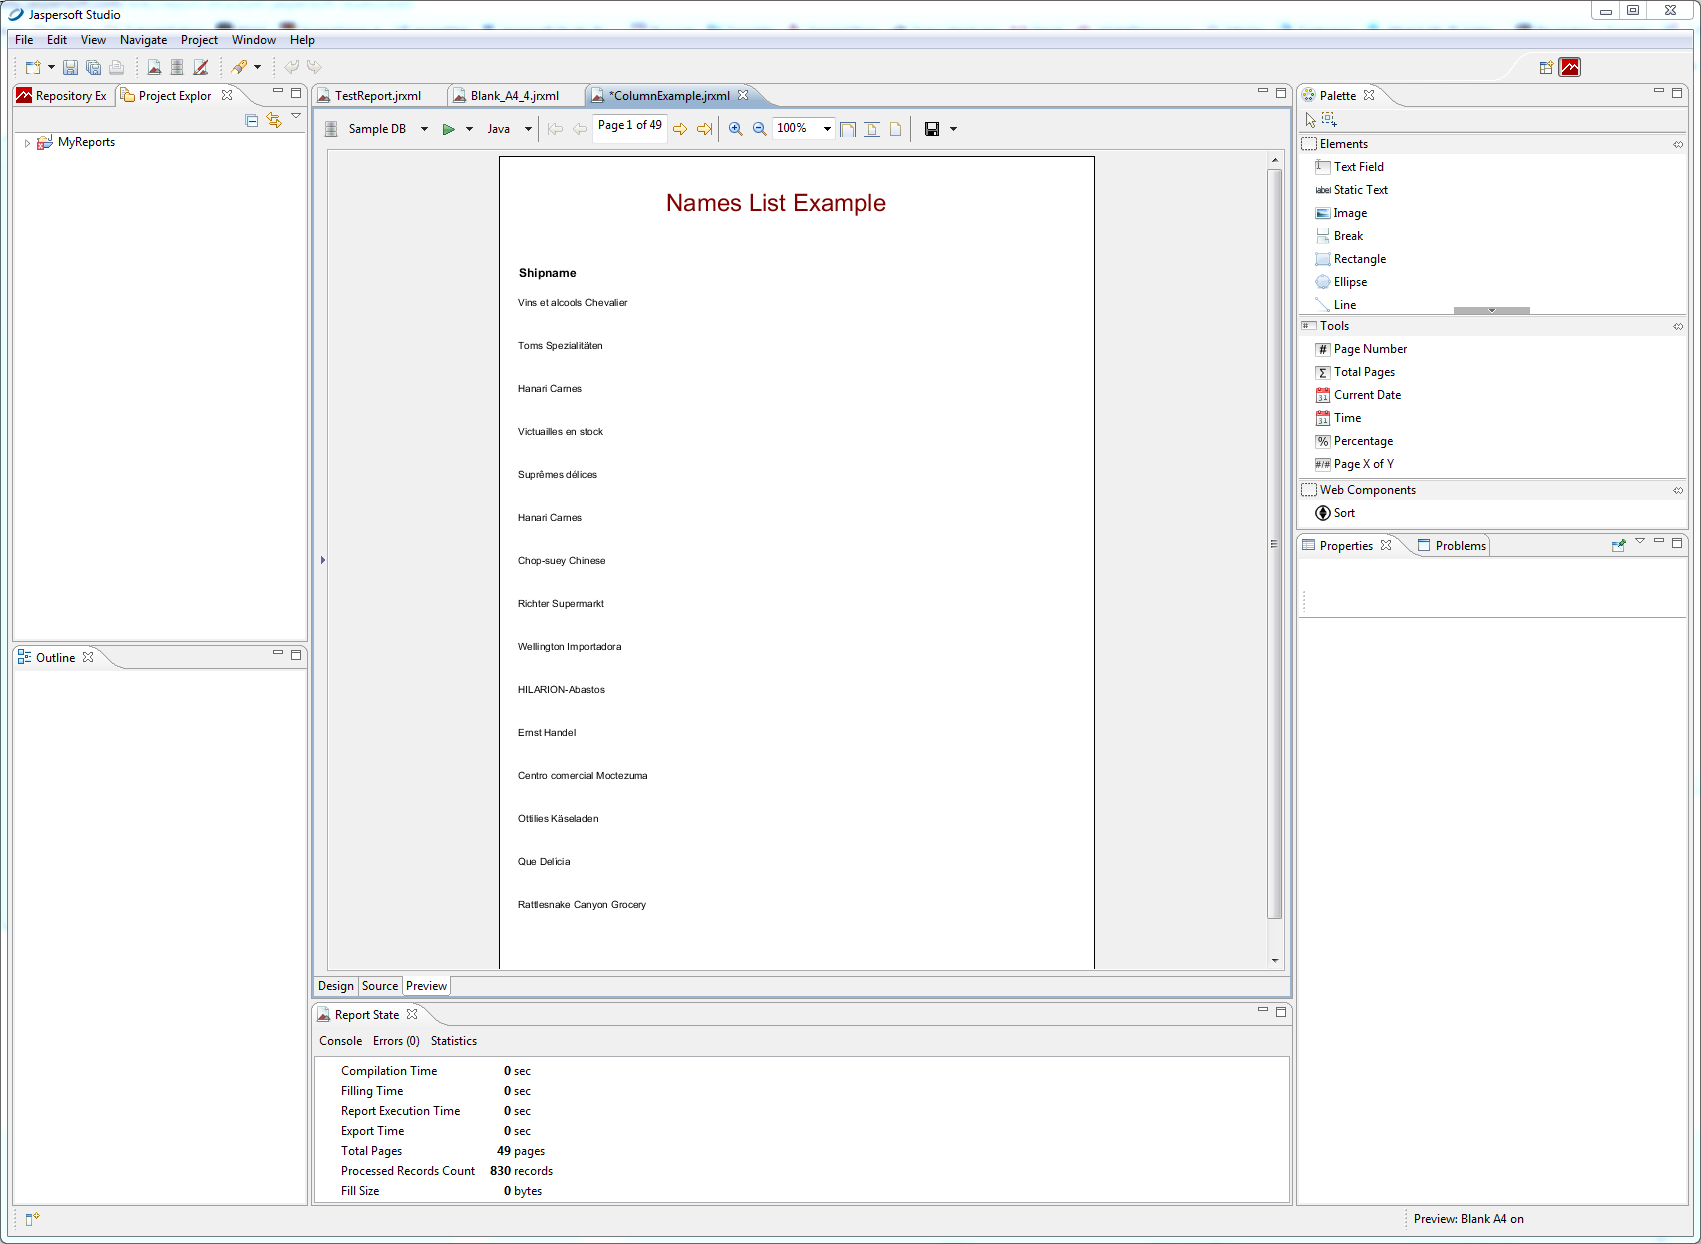 Jaspersoft Studio
File Edit View Navigate Project Window Help
Repository Ex Project Explor
MyReports
Outline
TestReport.jrxml Blank_A4_4.jrxml *ColumnExample.jrxml
Sample DB Java Page 1 of 49 100%
Names List Example
Shipname
Vins et alcools Chevalier
Toms Spezialitäten
Hanari Carnes
Victuailles en stock
Suprêmes délices
Hanari Carnes
Chop-suey Chinese
Richter Supermarkt
Wellington Importadora
HILARION-Abastos
Ernst Handel
Centro comercial Moctezuma
Ottilies Käseladen
Que Delícia
Rattlesnake Canyon Grocery
Design Source Preview
Report State
Console Errors (0) Statistics
Compilation Time 0 sec
Filling Time 0 sec
Report Execution Time 0 sec
Export Time 0 sec
Total Pages 49 pages
Processed Records Count 830 records
Fill Size 0 bytes
Palette
Elements
Text Field
label Static Text
Image
Break
Rectangle
Ellipse
Line
# Tools
# Page Number
Σ Total Pages
31 Current Date
31 Time
% Percentage
#/# Page X of Y
Web Components
Sort
Properties Problems
Preview: Blank A4 on